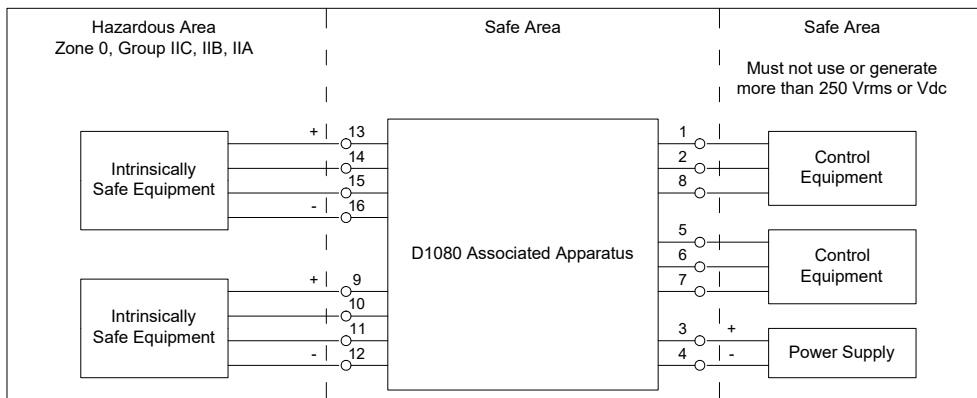 Hazardous Area
Zone 0, Group IIC, IIB, IIA
Safe Area
Safe Area
Must not use or generate
more than 250 Vrms or Vdc
Intrinsically
Safe Equipment
+ 13
14
15
- 16
Intrinsically
Safe Equipment
+ 9
10
11
- 12
D1080 Associated Apparatus
1
2
8
Control
Equipment
5
6
7
Control
Equipment
3 +
4 -
Power Supply